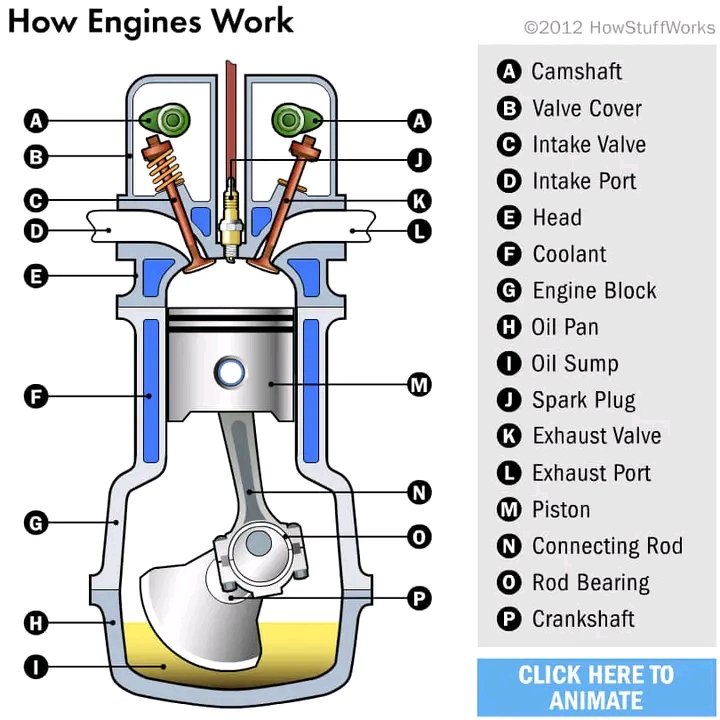 How Engines Work
©2012 HowStuffWorks
A
B
C
D
E
F
G
H
I
A
J
K
L
M
N
O
P
A Camshaft
B Valve Cover
C Intake Valve
D Intake Port
E Head
F Coolant
G Engine Block
H Oil Pan
I Oil Sump
J Spark Plug
K Exhaust Valve
L Exhaust Port
M Piston
N Connecting Rod
O Rod Bearing
P Crankshaft
CLICK HERE TO
ANIMATE